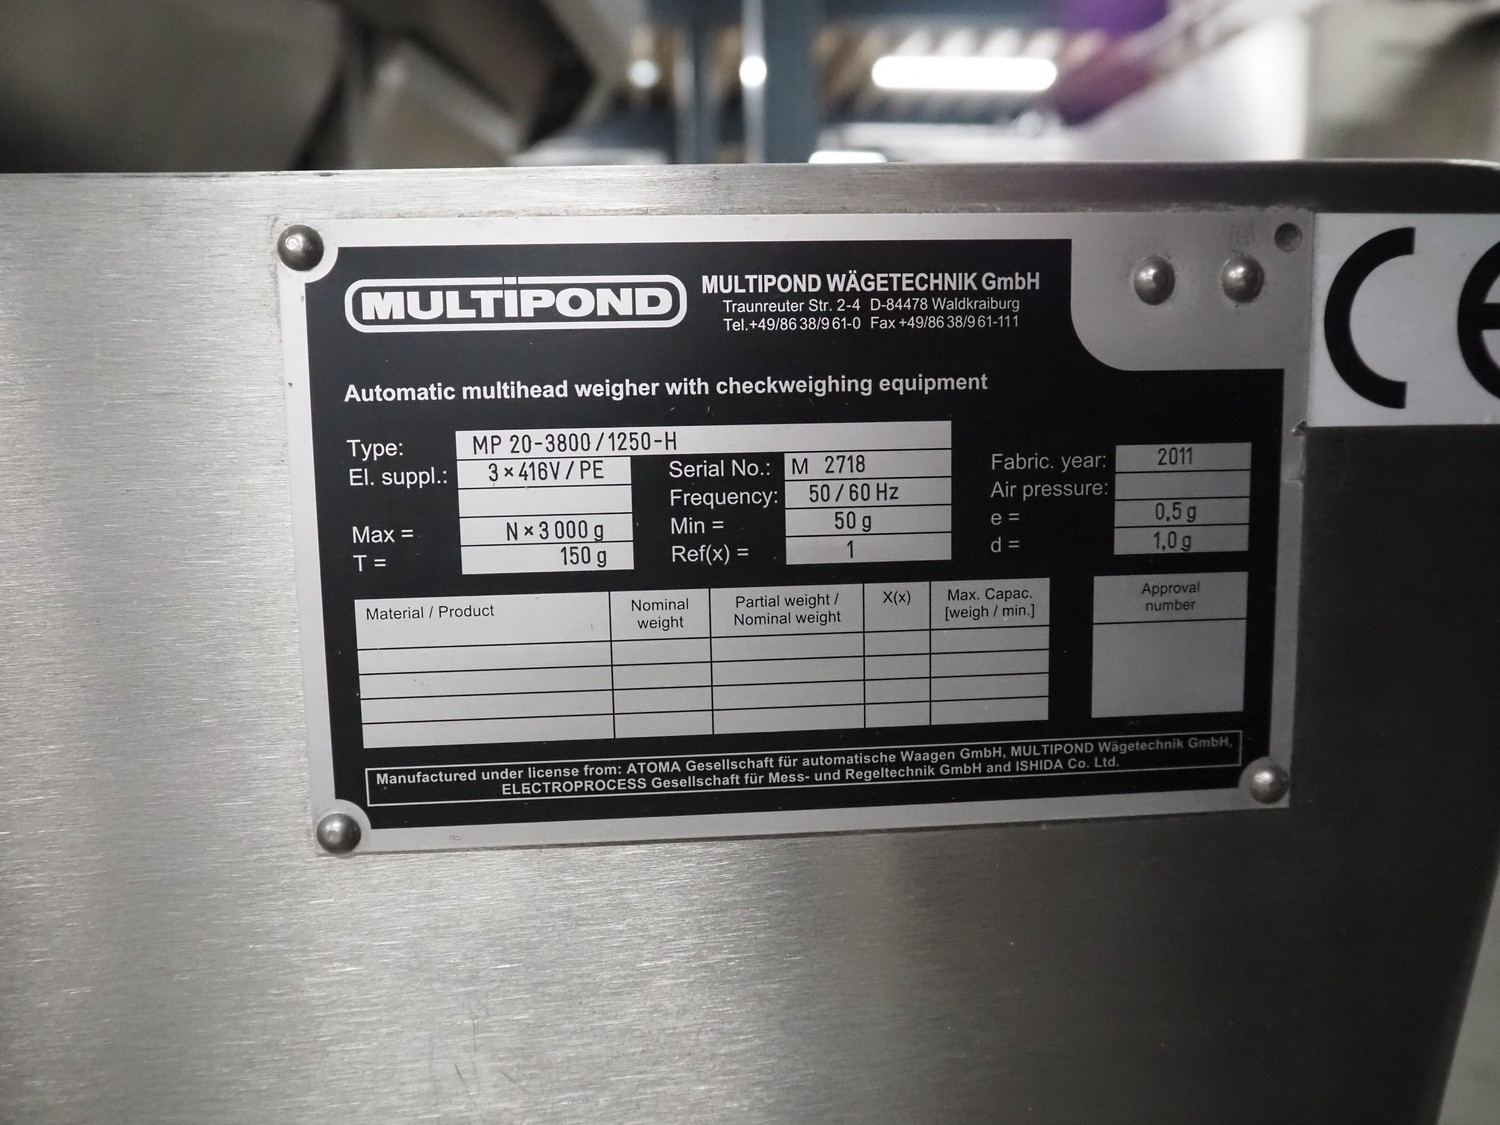 MULTIPOND
MULTIPOND WÄGETECHNIK GmbH
Traunreuter Str. 2-4 D-84478 Waldkraiburg
Tel.+49/86 38/9 61-0 Fax +49/86 38/9 61-111
CE
Automatic multihead weigher with checkweighing equipment
Type: MP 20-3800/1250-H
El. suppl.: 3×416V/PE Serial No.: M 2718 Fabric. year: 2011
Frequency: 50/60 Hz Air pressure:
Max = N×3 000 g Min = 50 g e = 0,5 g
T = 150 g Ref(x) = 1 d = 1,0 g
Material / Product Nominal weight Partial weight / Nominal weight X(x) Max. Capac. [weigh / min.] Approval number
Manufactured under license from: ATOMA Gesellschaft für automatische Waagen GmbH, MULTIPOND Wägetechnik GmbH,
ELECTROPROCESS Gesellschaft für Mess- und Regeltechnik GmbH and ISHIDA Co. Ltd.